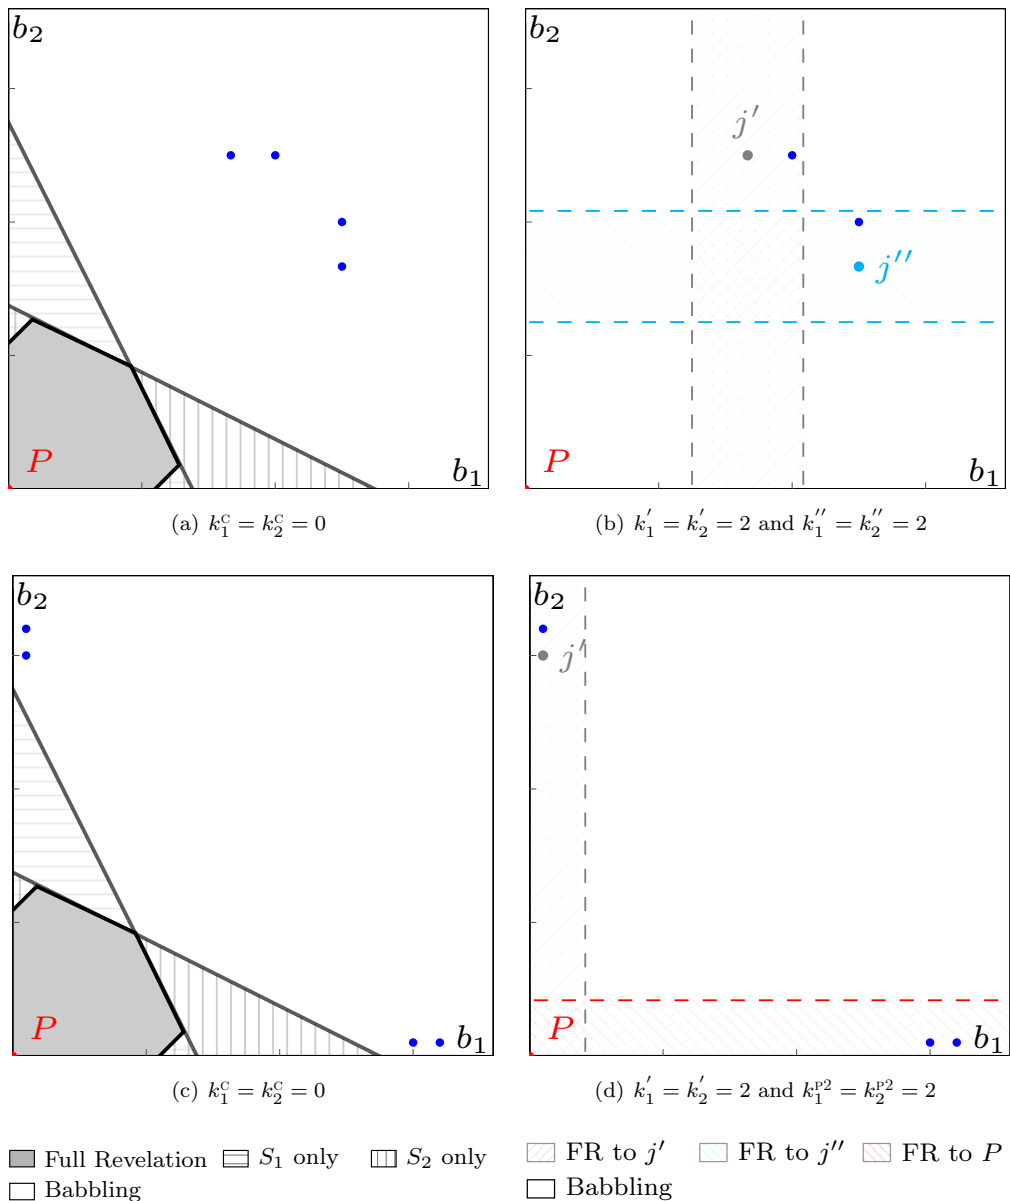 b₂
P
b₁
(a) k₁ᶜ = k₂ᶜ = 0
b₂
j′
j′′
P
b₁
(b) k₁′ = k₂′ = 2 and k₁′′ = k₂′′ = 2
b₂
P
b₁
(c) k₁ᶜ = k₂ᶜ = 0
b₂
j′
P
b₁
(d) k₁′ = k₂′ = 2 and k₁ᴾ² = k₂ᴾ² = 2
Full Revelation S₁ only S₂ only
Babbling
FR to j′ FR to j′′ FR to P
Babbling